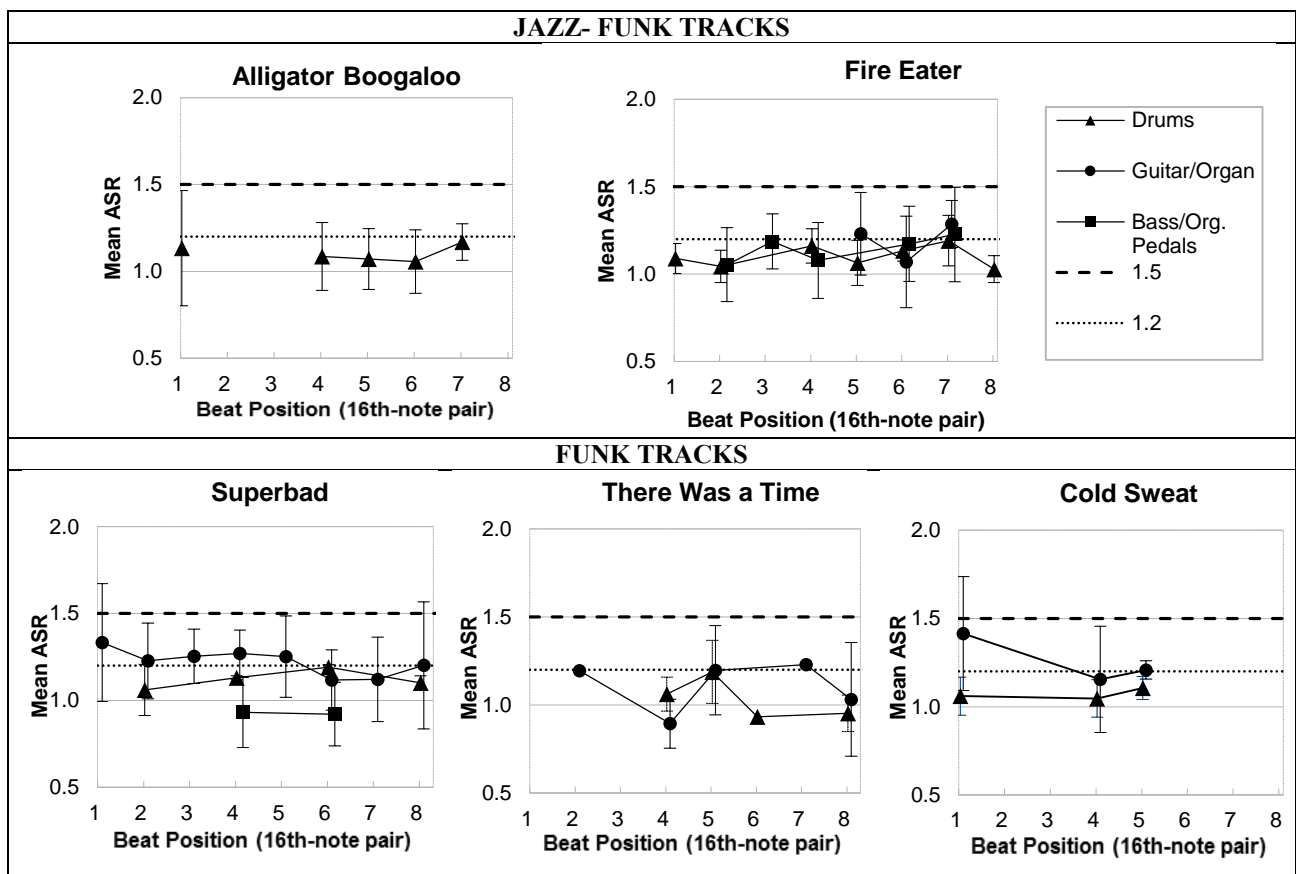 JAZZ- FUNK TRACKS
Alligator Boogaloo
Mean ASR
2.0
1.5
1.0
0.5
1 2 3 4 5 6 7 8
Beat Position (16th-note pair)
Fire Eater
Mean ASR
2.0
1.5
1.0
0.5
1 2 3 4 5 6 7 8
Beat Position (16th-note pair)
Drums
Guitar/Organ
Bass/Org.
Pedals
1.5
1.2
FUNK TRACKS
Superbad
Mean ASR
2.0
1.5
1.0
0.5
1 2 3 4 5 6 7 8
Beat Position (16th-note pair)
There Was a Time
Mean ASR
2.0
1.5
1.0
0.5
1 2 3 4 5 6 7 8
Beat Position (16th-note pair)
Cold Sweat
Mean ASR
2.0
1.5
1.0
0.5
1 2 3 4 5 6 7 8
Beat Position (16th-note pair)